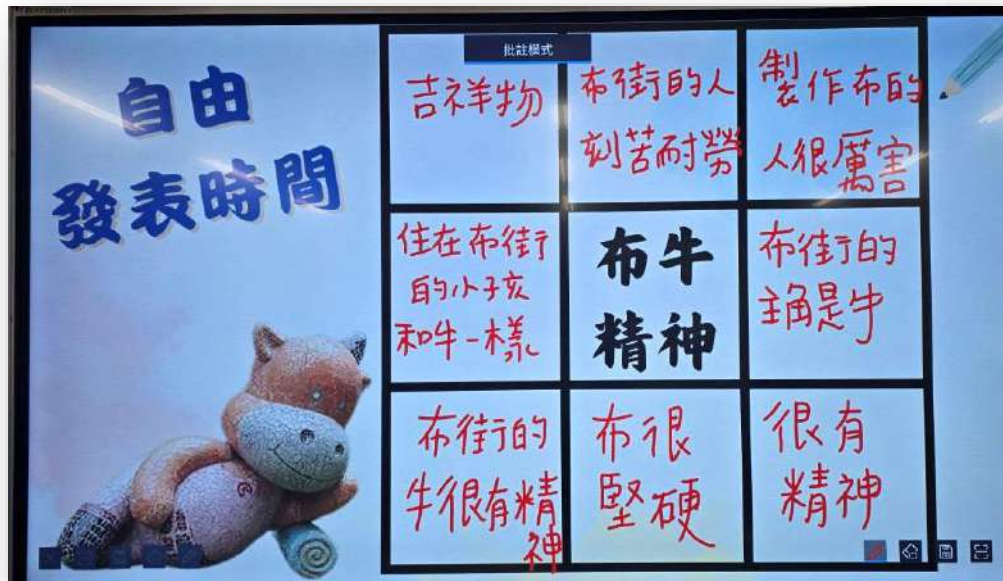 批註模式
自由
發表時間
吉祥物
布街的人
刻苦耐勞
製作布的
人很厲害
住在布街
的小孩
和牛一樣
布牛
精神
布街的
主角是牛
布街的
牛很有精
神
布很
堅硬
很有
精神